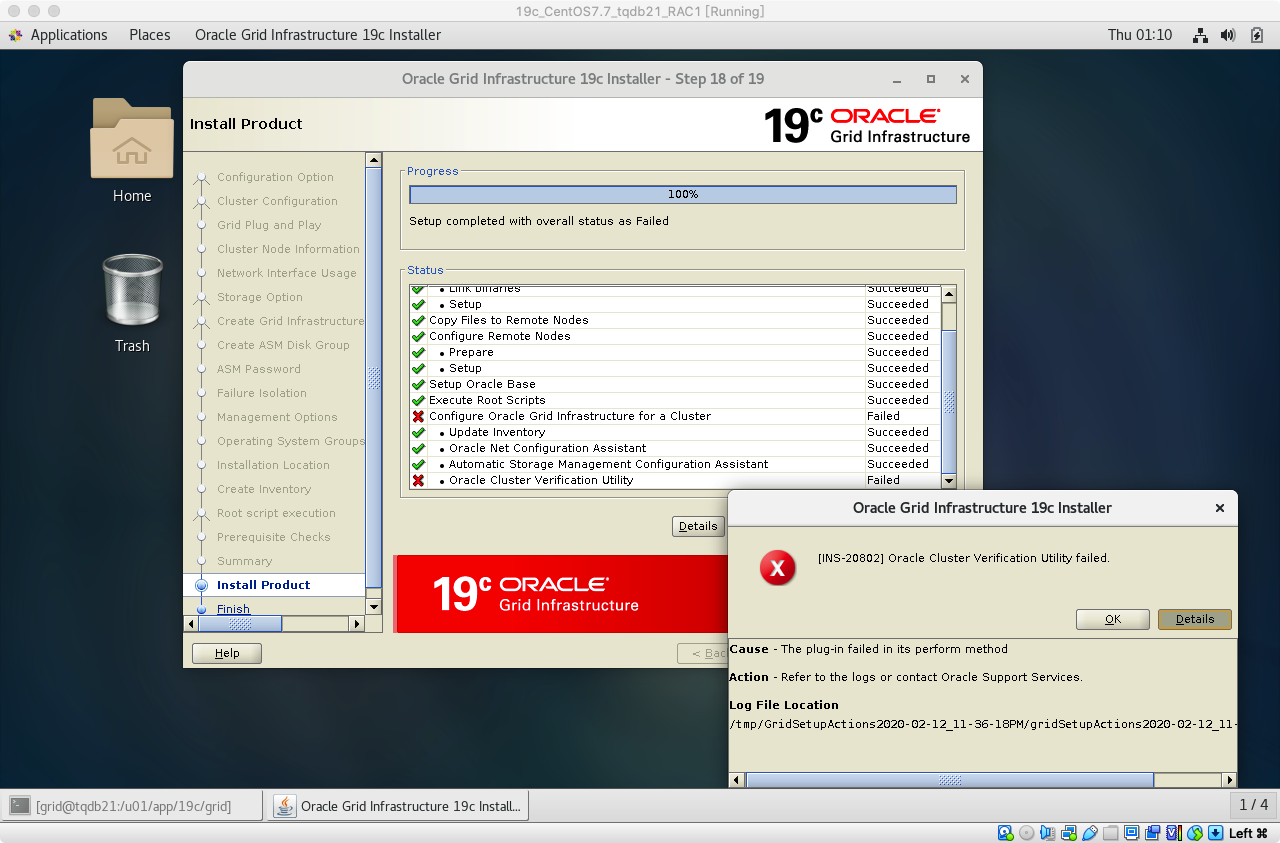 19c_CentOS7.7_tqdb21_RAC1 [Running]
Applications Places Oracle Grid Infrastructure 19c Installer Thu 01:10
Home
Trash
Oracle Grid Infrastructure 19c Installer - Step 18 of 19
Install Product
19c ORACLE
Grid Infrastructure
Configuration Option
Cluster Configuration
Grid Plug and Play
Cluster Node Information
Network Interface Usage
Storage Option
Create Grid Infrastructure
Create ASM Disk Group
ASM Password
Failure Isolation
Management Options
Operating System Groups
Installation Location
Create Inventory
Root script execution
Prerequisite Checks
Summary
Install Product
Finish
Progress
100%
Setup completed with overall status as Failed
Status
• Link Binaries Succeeded
• Setup Succeeded
Copy Files to Remote Nodes Succeeded
Configure Remote Nodes Succeeded
• Prepare Succeeded
• Setup Succeeded
Setup Oracle Base Succeeded
Execute Root Scripts Succeeded
Configure Oracle Grid Infrastructure for a Cluster Failed
• Update Inventory Succeeded
• Oracle Net Configuration Assistant Succeeded
• Automatic Storage Management Configuration Assistant Succeeded
• Oracle Cluster Verification Utility Failed
Details
19c ORACLE
Grid Infrastructure
Help
< Bac
Oracle Grid Infrastructure 19c Installer
[INS-20802] Oracle Cluster Verification Utility failed.
OK Details
Cause - The plug-in failed in its perform method
Action - Refer to the logs or contact Oracle Support Services.
Log File Location
/tmp/GridSetupActions2020-02-12_11-36-18PM/gridSetupActions2020-02-12_11-
[grid@tqdb21:/u01/app/19c/grid] Oracle Grid Infrastructure 19c Install... 1 / 4
Left ⌘